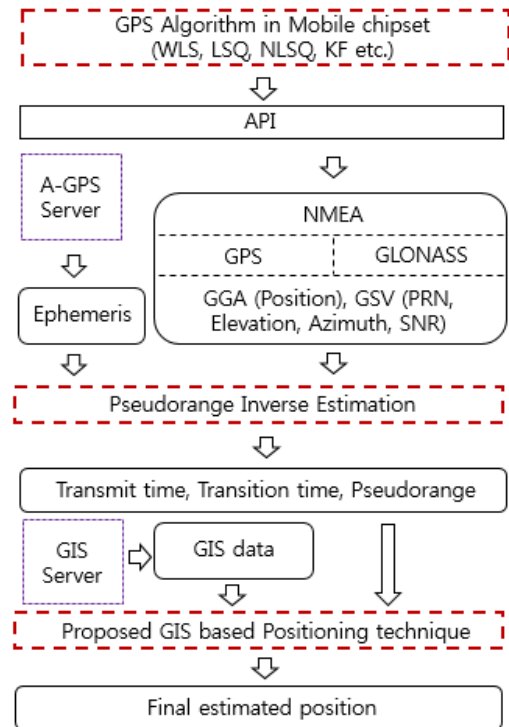 GPS Algorithm in Mobile chipset
(WLS, LSQ, NLSQ, KF etc.)
API
A-GPS
Server
NMEA
GPS
GLONASS
Ephemeris
GGA (Position), GSV (PRN,
Elevation, Azimuth, SNR)
Pseudorange Inverse Estimation
Transmit time, Transition time, Pseudorange
GIS
Server
GIS data
Proposed GIS based Positioning technique
Final estimated position